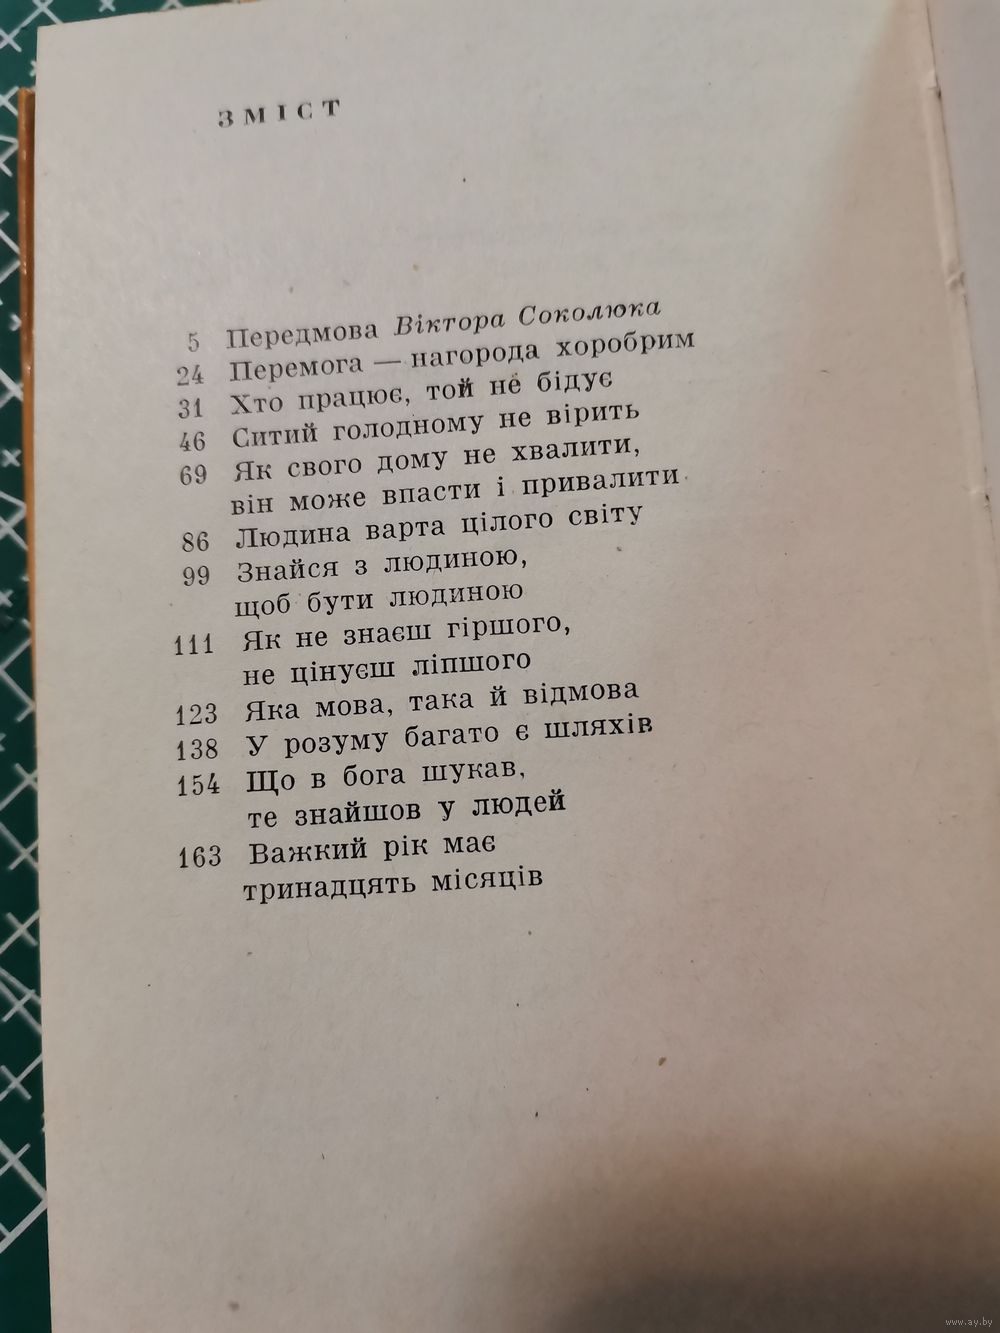 ЗМІСТ
5 Передмова Віктора Соколюка
24 Перемога — нагорода хоробрим
31 Хто працює, той не бідує
46 Ситий голодному не вірить
69 Як свого дому не хвалити,
він може впасти і привалити
86 Людина варта цілого світу
99 Знайся з людиною,
щоб бути людиною
111 Як не знаєш гіршого,
не цінуєш ліпшого
123 Яка мова, така й відмова
138 У розуму багато є шляхів
154 Що в бога шукав,
те знайшов у людей
163 Важкий рік має
тринадцять місяців
www.ay.by